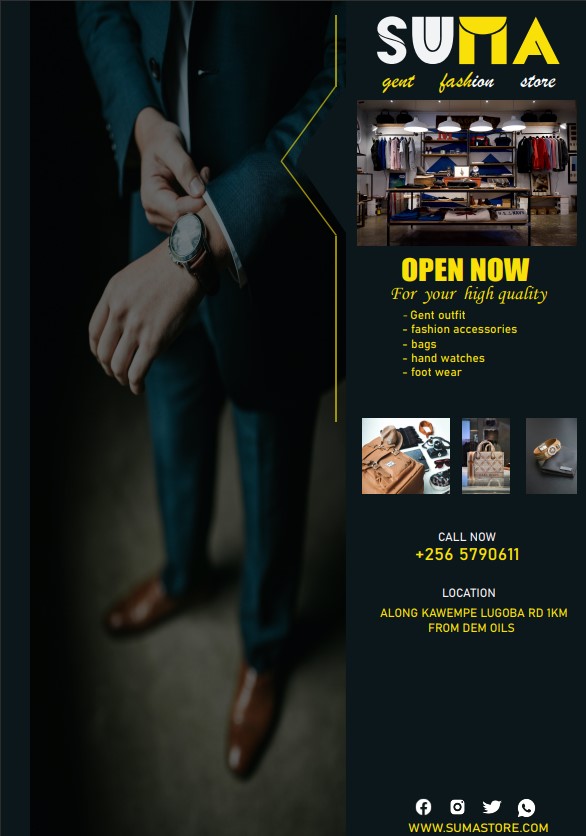 SUMA
gent fashion store
OPEN NOW
For your high quality
- Gent outfit
- fashion accessories
- bags
- hand watches
- foot wear
CALL NOW
+256 5790611
LOCATION
ALONG KAWEMPE LUGOBA RD 1KM
FROM DEM OILS
WWW.SUMASTORE.COM